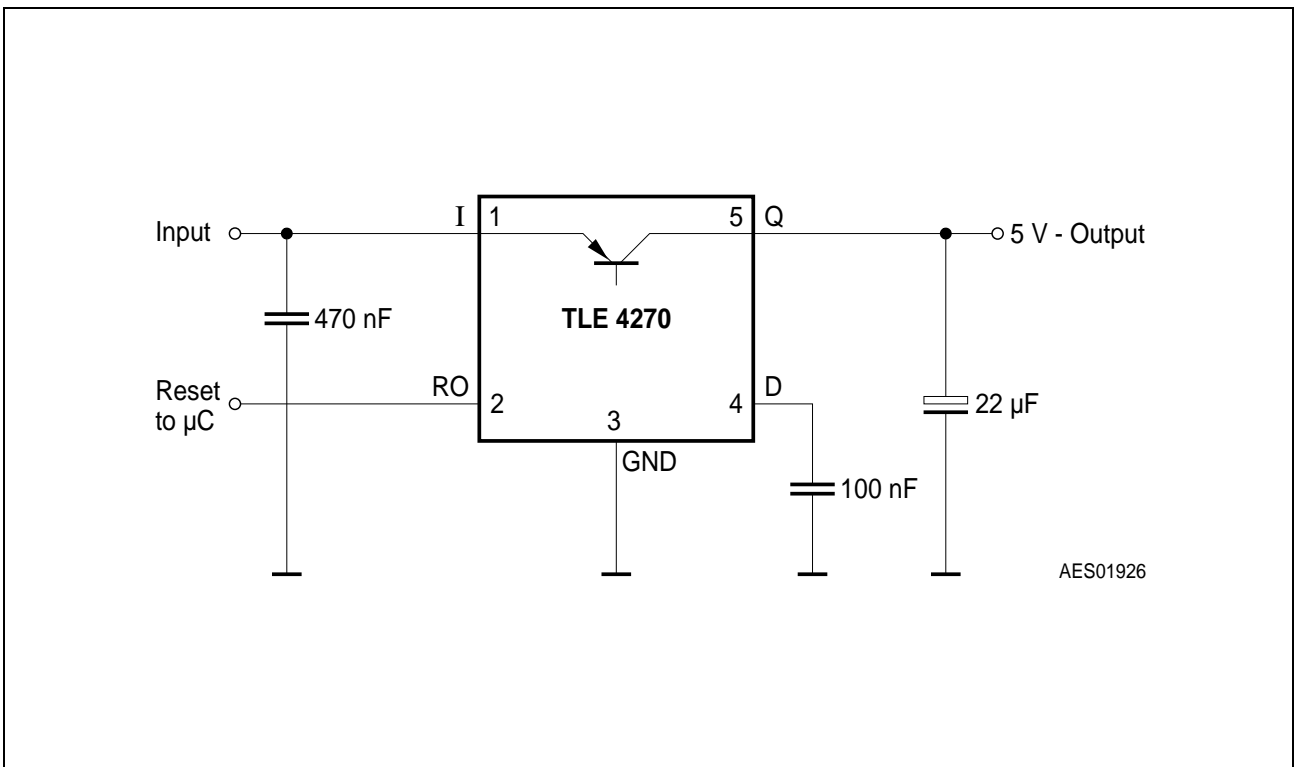 I 1
5 Q
Input
5 V - Output
470 nF
TLE 4270
Reset
to µC
RO
2
3
4
D
22 µF
GND
100 nF
AES01926